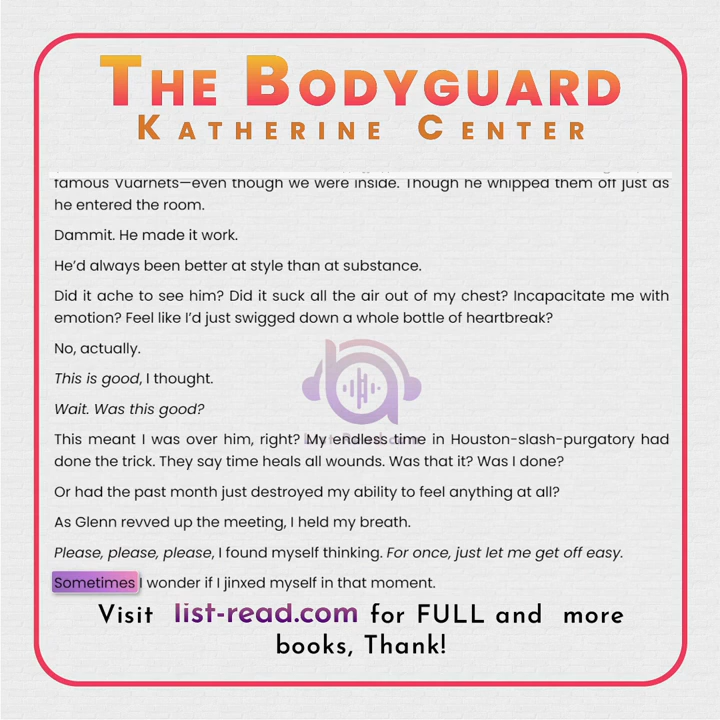 THE BODYGUARD
KATHERINE CENTER
famous Vuarnets—even though we were inside. Though he whipped them off just as
he entered the room.
Dammit. He made it work.
He'd always been better at style than at substance.
Did it ache to see him? Did it suck all the air out of my chest? Incapacitate me with
emotion? Feel like I'd just swigged down a whole bottle of heartbreak?
No, actually.
This is good, I thought.
Wait. Was this good?
This meant I was over him, right? My endless time in Houston-slash-purgatory had
done the trick. They say time heals all wounds. Was that it? Was I done?
Or had the past month just destroyed my ability to feel anything at all?
As Glenn revved up the meeting, I held my breath.
Please, please, please, I found myself thinking. For once, just let me get off easy.
Sometimes I wonder if I jinxed myself in that moment.
Visit list-read.com for FULL and more
books, Thank!